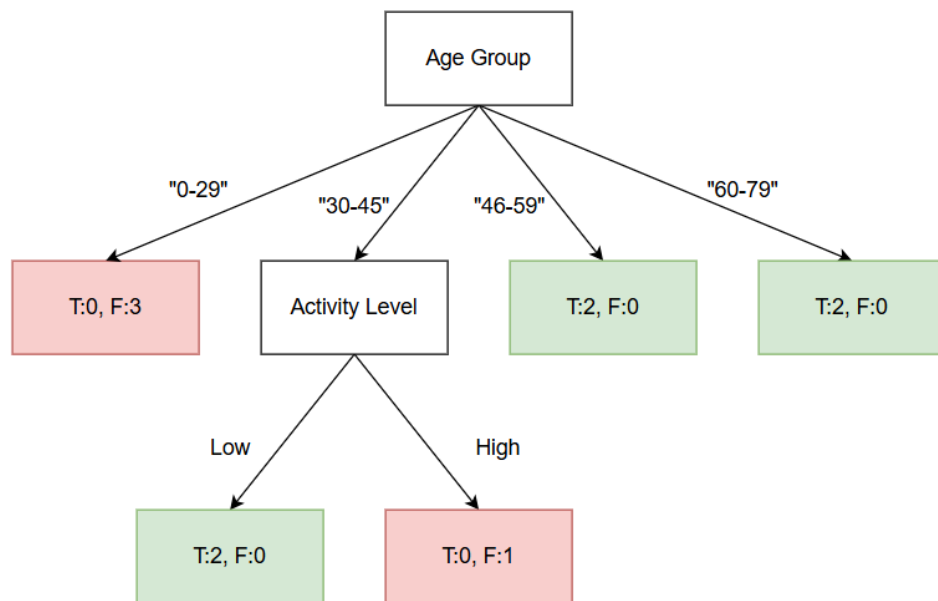 Age Group
"0-29"
"30-45"
"46-59"
"60-79"
T:0, F:3
Activity Level
T:2, F:0
T:2, F:0
Low
High
T:2, F:0
T:0, F:1